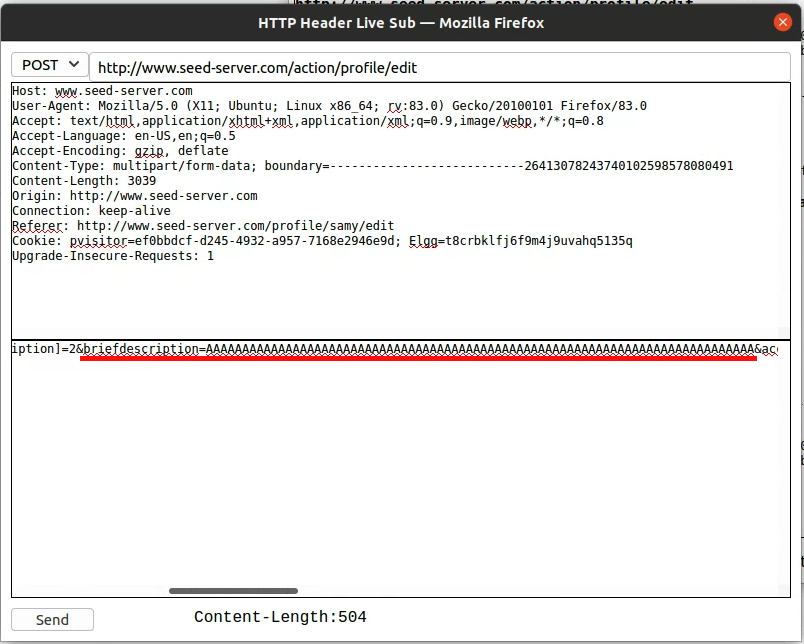 HTTP Header Live Sub — Mozilla Firefox
POST http://www.seed-server.com/action/profile/edit
Host: www.seed-server.com
User-Agent: Mozilla/5.0 (X11; Ubuntu; Linux x86_64; rv:83.0) Gecko/20100101 Firefox/83.0
Accept: text/html,application/xhtml+xml,application/xml;q=0.9,image/webp,*/*;q=0.8
Accept-Language: en-US,en;q=0.5
Accept-Encoding: gzip, deflate
Content-Type: multipart/form-data; boundary=---------------------------26413078243740102598578080491
Content-Length: 3039
Origin: http://www.seed-server.com
Connection: keep-alive
Referer: http://www.seed-server.com/profile/samy/edit
Cookie: pvisitor=ef0bbdcf-d245-4932-a957-7168e2946e9d; Elgg=t8crbklfj6f9m4j9uvahq5135q
Upgrade-Insecure-Requests: 1
iption]=2&briefdescription=AAAAAAAAAAAAAAAAAAAAAAAAAAAAAAAAAAAAAAAAAAAAAAAAAAAAAAAAAAAAAAAAAAAAAAAAAAAA&acc
Send Content-Length:504